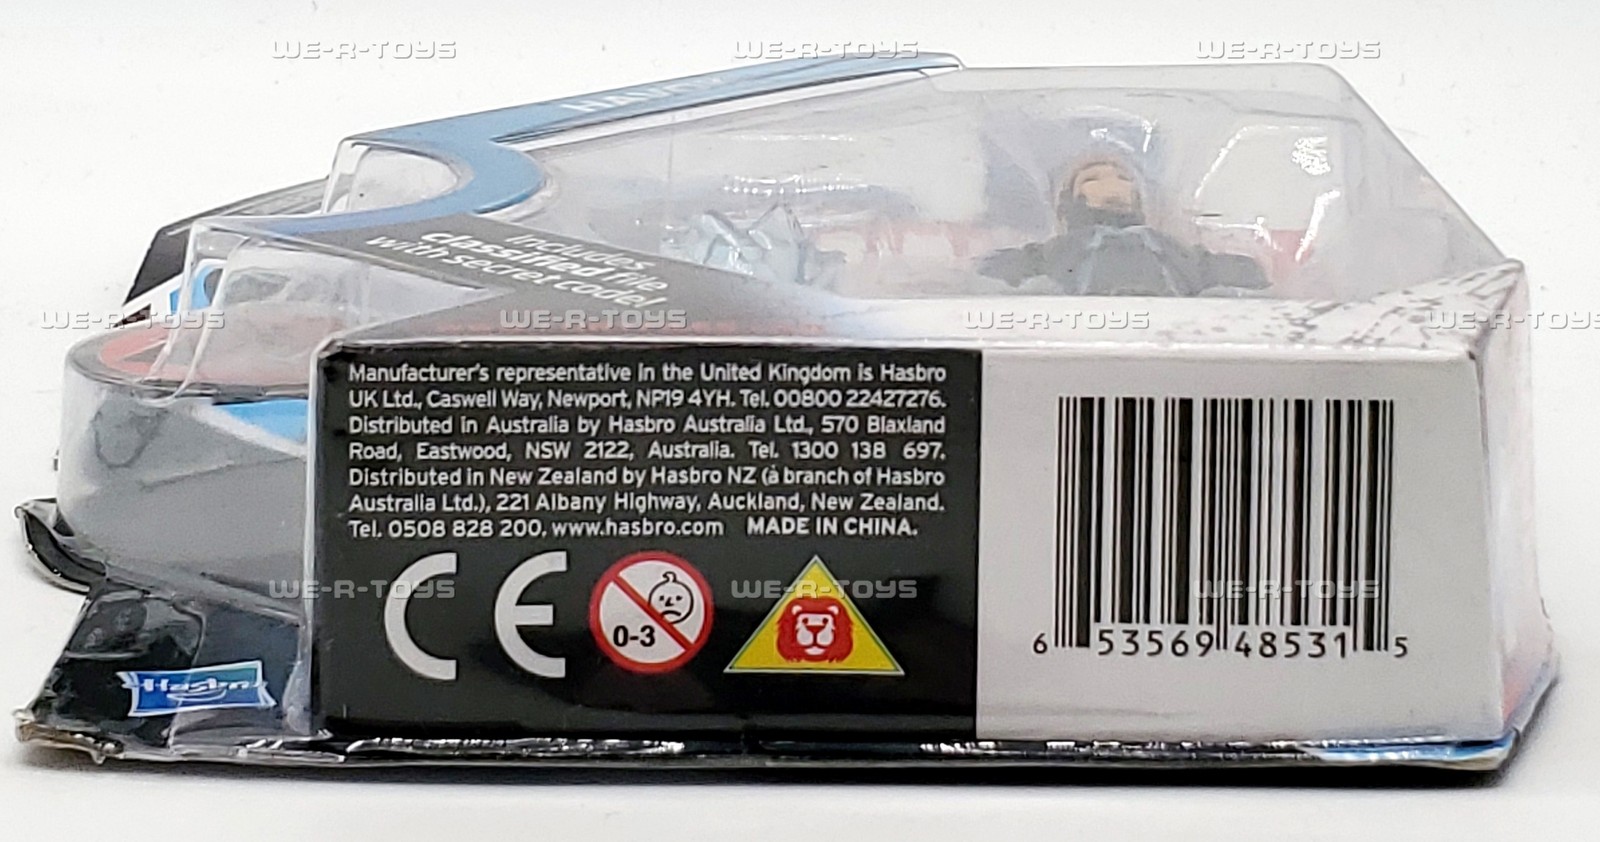 WE-R-TOYS WE-R-TOYS WE-R-TOYS
Includes
classified file
with secret code!
WE-R-TOYS WE-R-TOYS WE-R-TOYS WE-R-TOYS
Manufacturer's representative in the United Kingdom is Hasbro
UK Ltd., Caswell Way, Newport, NP19 4YH. Tel. 00800 22427276.
Distributed in Australia by Hasbro Australia Ltd., 570 Blaxland
Road, Eastwood, NSW 2122, Australia. Tel. 1300 138 697.
Distributed in New Zealand by Hasbro NZ (a branch of Hasbro
Australia Ltd.), 221 Albany Highway, Auckland, New Zealand.
Tel. 0508 828 200. www.hasbro.com MADE IN CHINA.
WE-R-TOYS WE-R-TOYS WE-R-TOYS
CE
0-3
Hasbro
6 53569 48531 5